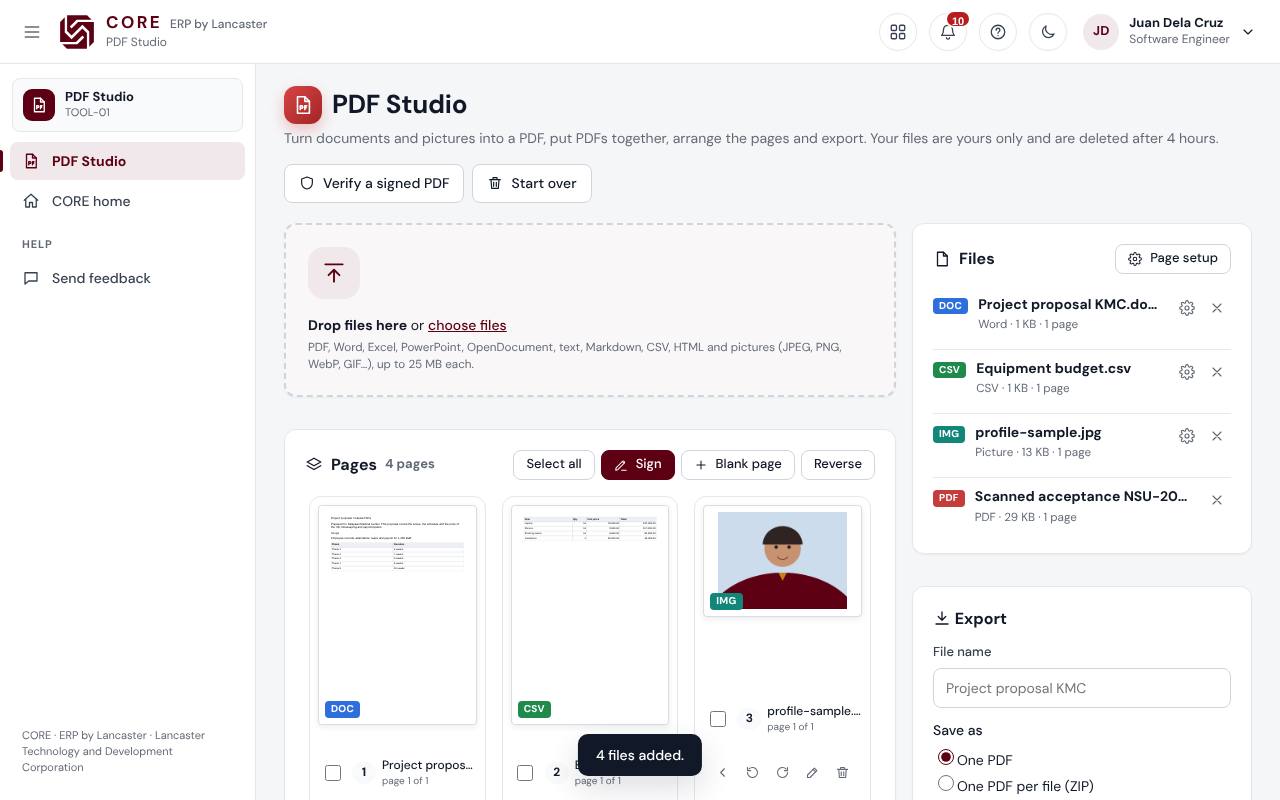 CORE ERP by Lancaster
PDF Studio
10
JD
Juan Dela Cruz
Software Engineer
PDF Studio
TOOL-01
PDF Studio
CORE home
HELP
Send feedback
CORE · ERP by Lancaster · Lancaster
Technology and Development
Corporation
PDF Studio
Turn documents and pictures into a PDF, put PDFs together, arrange the pages and export. Your files are yours only and are deleted after 4 hours.
Verify a signed PDF
Start over
Drop files here or choose files
PDF, Word, Excel, PowerPoint, OpenDocument, text, Markdown, CSV, HTML and pictures (JPEG, PNG,
WebP, GIF…), up to 25 MB each.
Pages 4 pages
Select all
Sign
Blank page
Reverse
DOC
1 Project propos…
page 1 of 1
CSV
2
page 1 of 1
IMG
3 profile-sample.…
page 1 of 1
4 files added.
Files
Page setup
DOC Project proposal KMC.do…
Word · 1 KB · 1 page
CSV Equipment budget.csv
CSV · 1 KB · 1 page
IMG profile-sample.jpg
Picture · 13 KB · 1 page
PDF Scanned acceptance NSU-20…
PDF · 29 KB · 1 page
Export
File name
Project proposal KMC
Save as
One PDF
One PDF per file (ZIP)